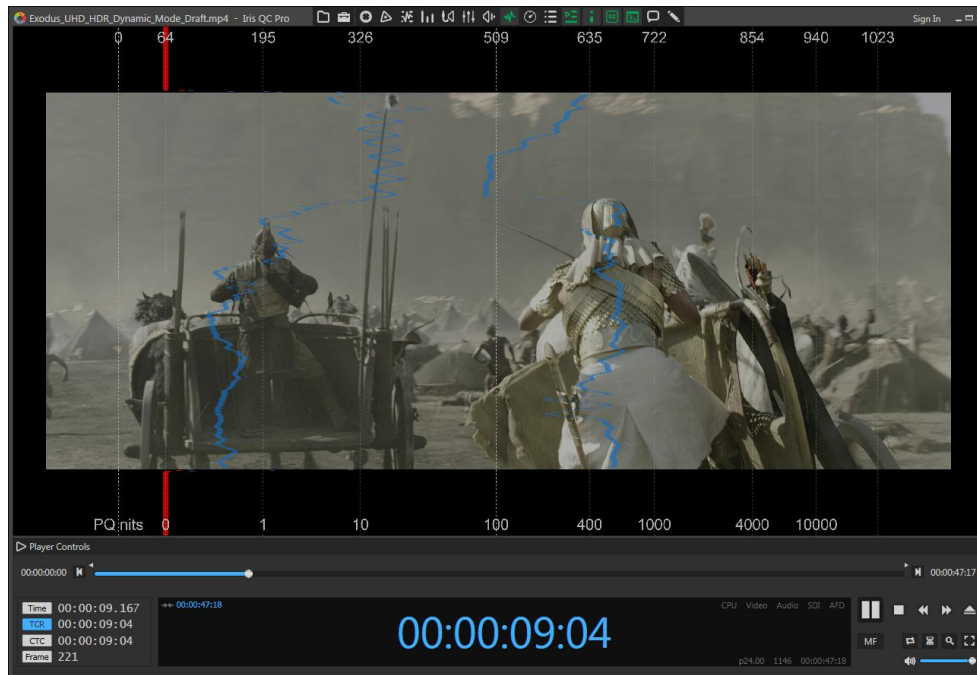 Exodus_UHD_HDR_Dynamic_Mode_Draft.mp4 - Iris QC Pro
Sign In
0 64 195 326 509 635 722 854 940 1023
PQ nits 0 1 10 100 400 1000 4000 10000
Player Controls
00:00:00:00
00:00:47:17
Time 00:00:09.167
TCR 00:00:09:04
CTC 00:00:09:04
Frame 221
00:00:47:18
CPU Video Audio SDI AFD
00:00:09:04
p24.00 1146 00:00:47:18
MF